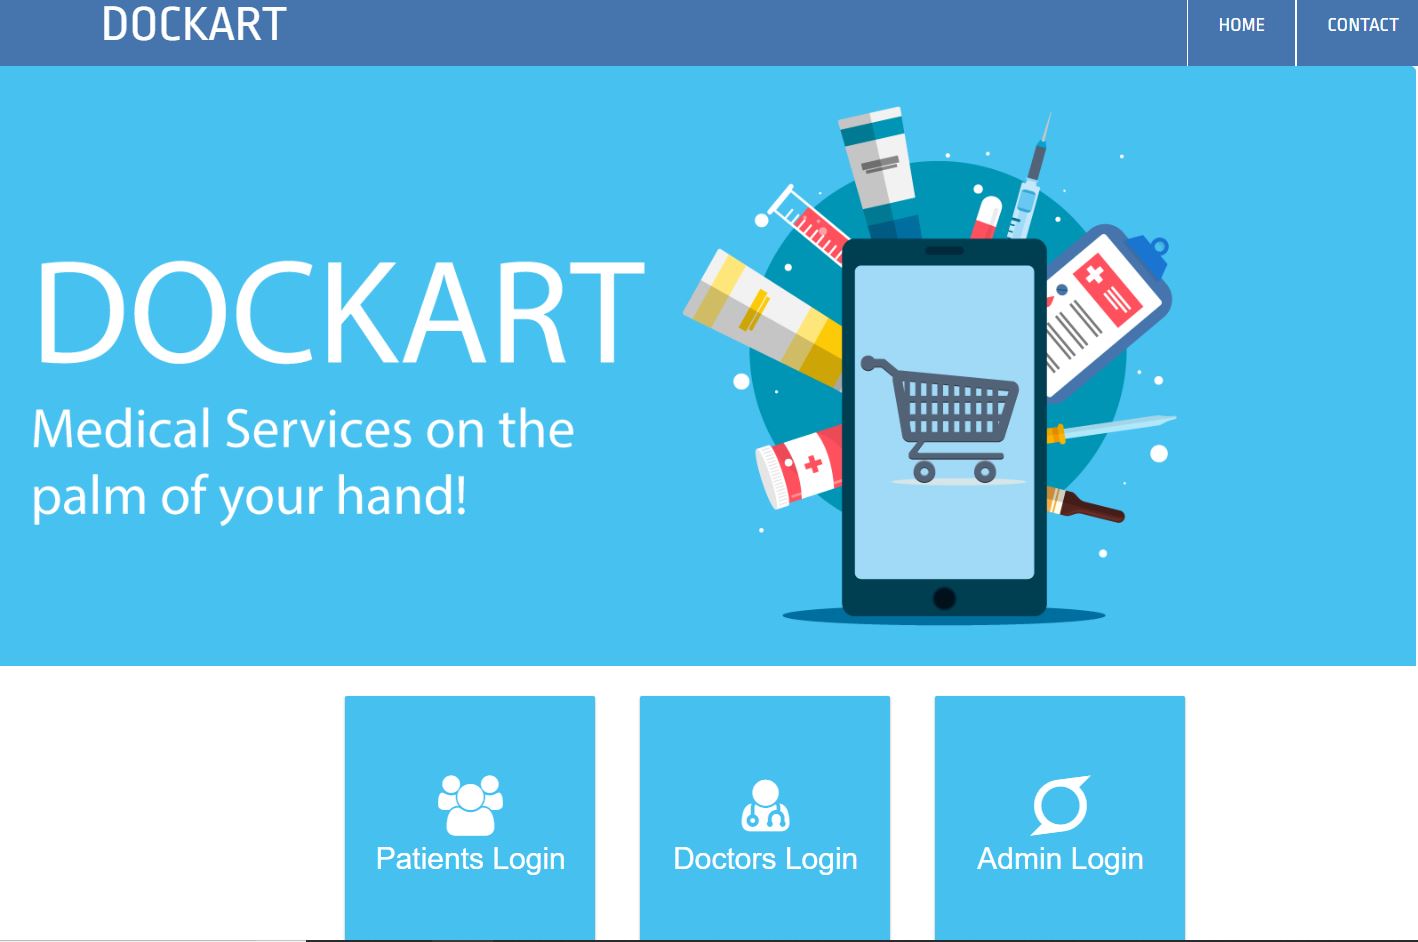 DOCKART
HOME
CONTACT
DOCKART
Medical Services on the
palm of your hand!
Patients Login
Doctors Login
Admin Login